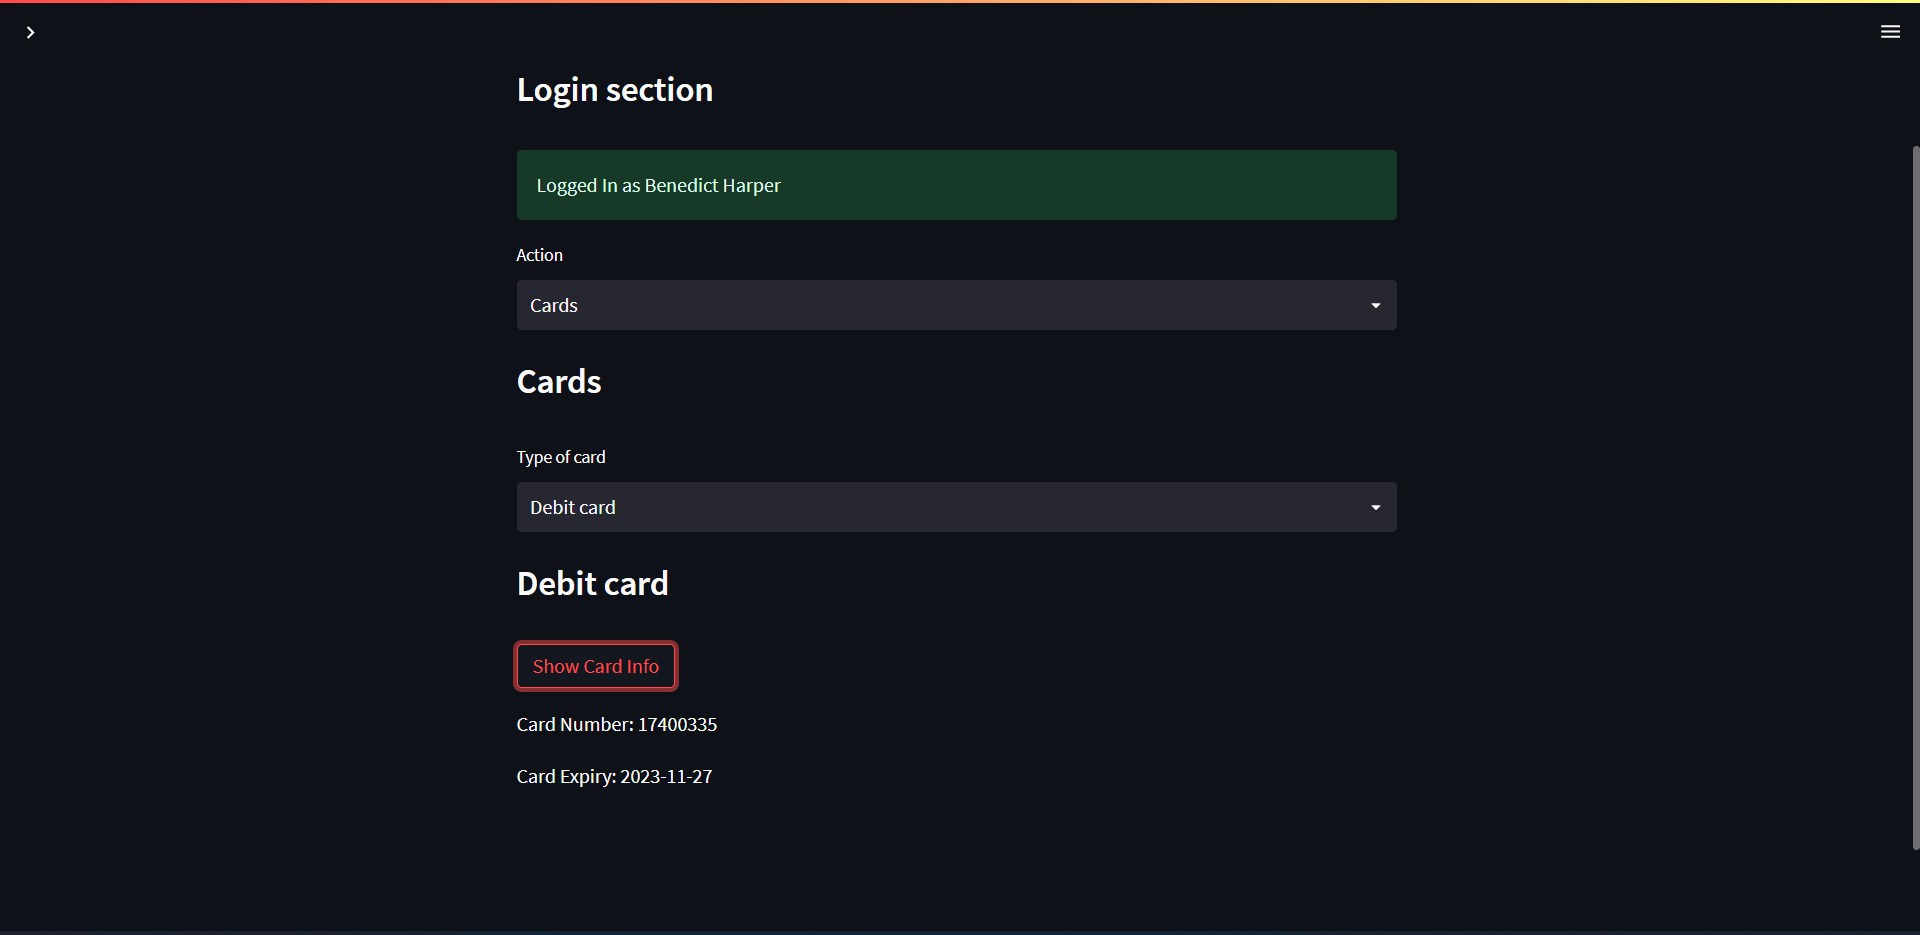 Login section
Logged In as Benedict Harper
Action
Cards
Cards
Type of card
Debit card
Debit card
Show Card Info
Card Number: 17400335
Card Expiry: 2023-11-27